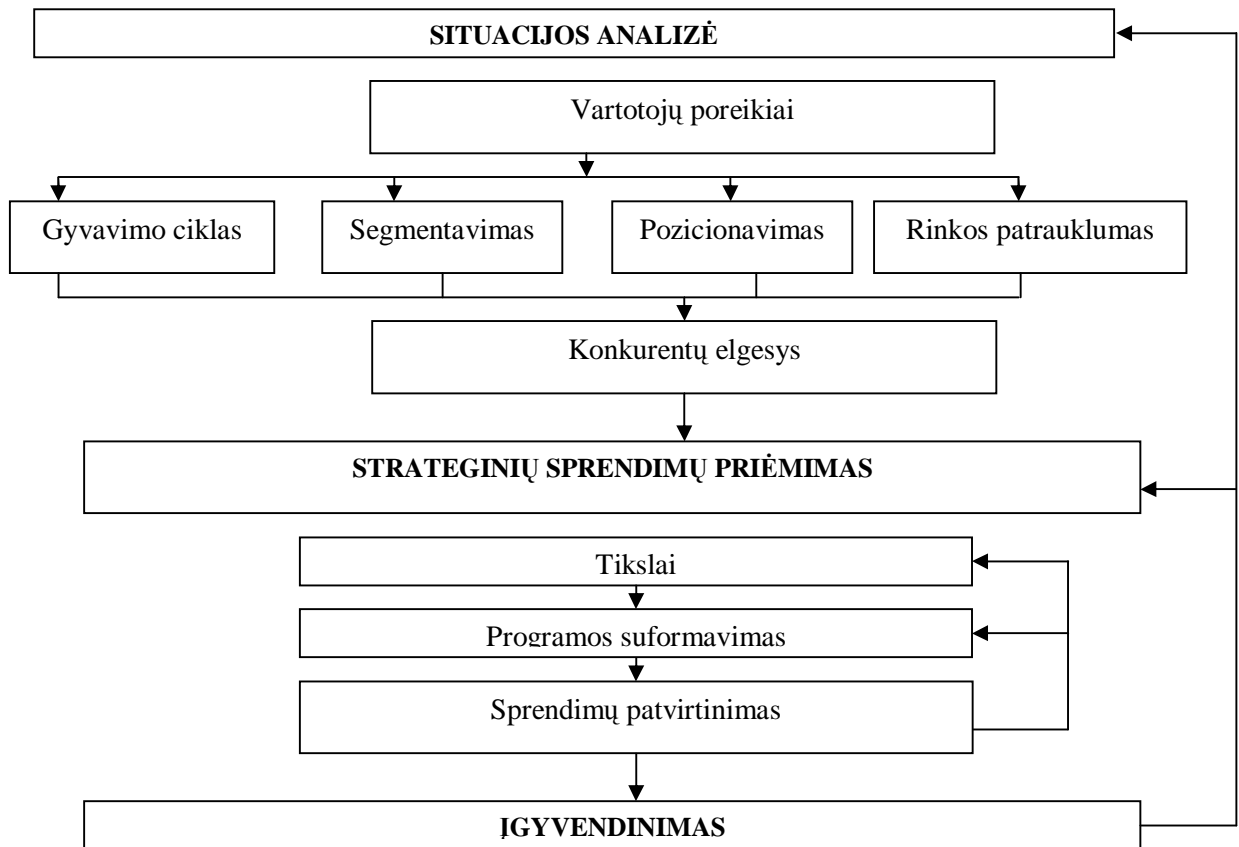 SITUACIJOS ANALIZĖ
Vartotojų poreikiai
Gyvavimo ciklas
Segmentavimas
Pozicionavimas
Rinkos patrauklumas
Konkurentų elgesys
STRATEGINIŲ SPRENDIMŲ PRIĖMIMAS
Tikslai
Programos suformavimas
Sprendimų patvirtinimas
ĮGYVENDINIMAS